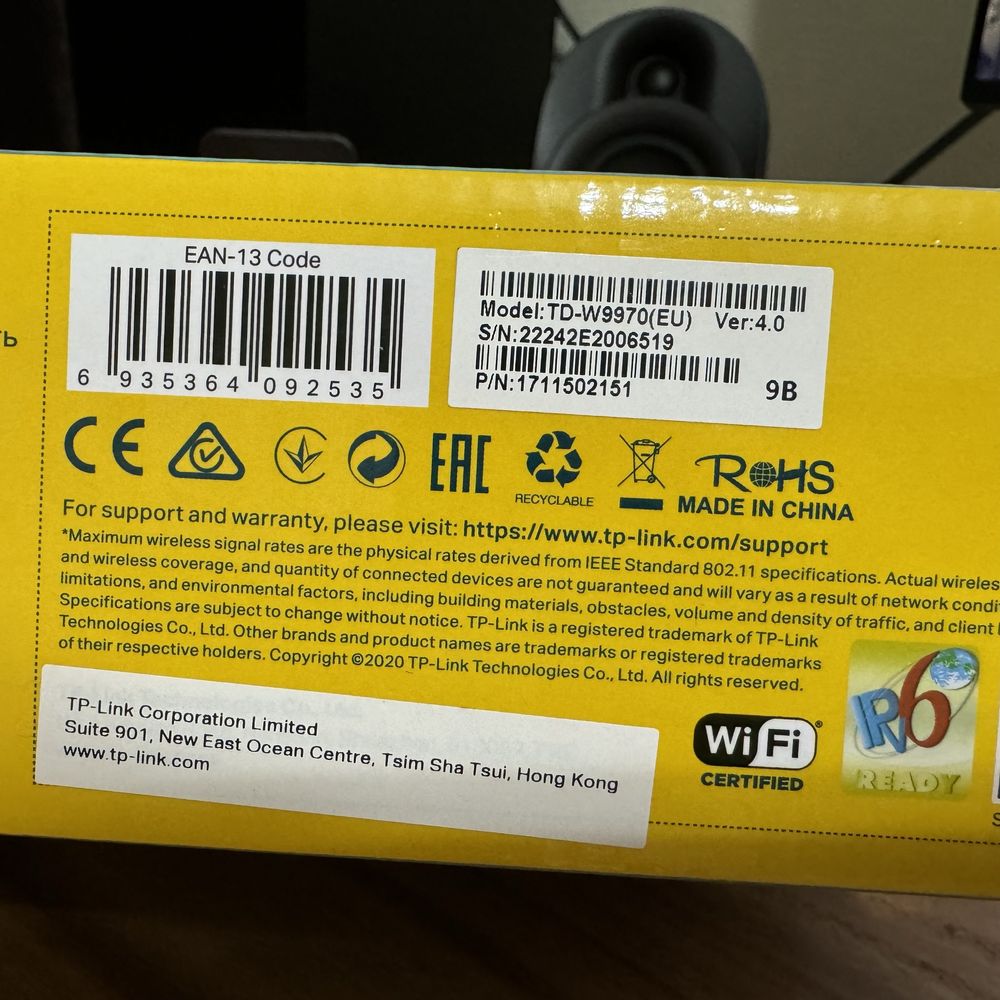 ть
EAN-13 Code
6 935364 092535
Model:TD-W9970(EU) Ver:4.0
S/N:22242E2006519
P/N:1711502151 9B
CE
EAC
RECYCLABLE
RoHS
MADE IN CHINA
For support and warranty, please visit: https://www.tp-link.com/support
*Maximum wireless signal rates are the physical rates derived from IEEE Standard 802.11 specifications. Actual wireles
and wireless coverage, and quantity of connected devices are not guaranteed and will vary as a result of network condi
limitations, and environmental factors, including building materials, obstacles, volume and density of traffic, and client
Specifications are subject to change without notice. TP-Link is a registered trademark of TP-Link
Technologies Co., Ltd. Other brands and product names are trademarks or registered trademarks
of their respective holders. Copyright ©2020 TP-Link Technologies Co., Ltd. All rights reserved.
TP-Link Corporation Limited
Suite 901, New East Ocean Centre, Tsim Sha Tsui, Hong Kong
www.tp-link.com
Wi Fi®
CERTIFIED
IPv6
READY